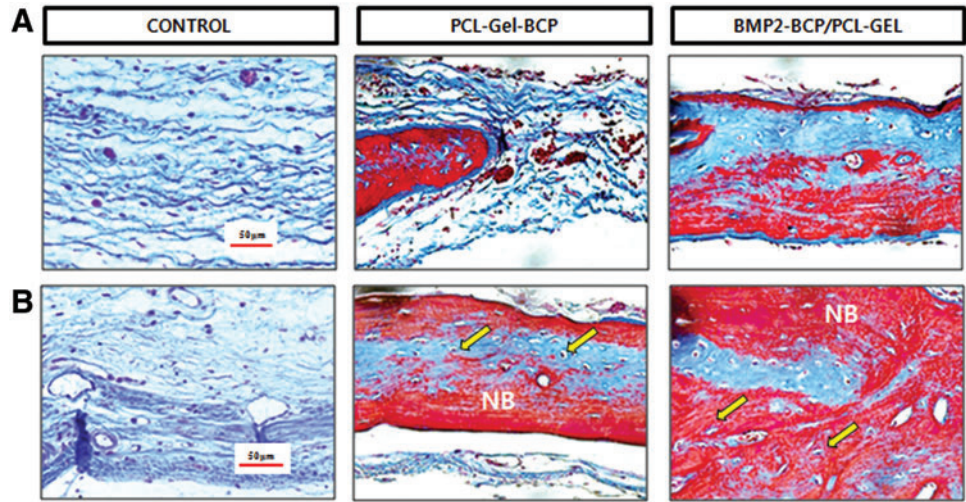 A
CONTROL
PCL-Gel-BCP
BMP2-BCP/PCL-GEL
50μm
B
50μm
NB
NB